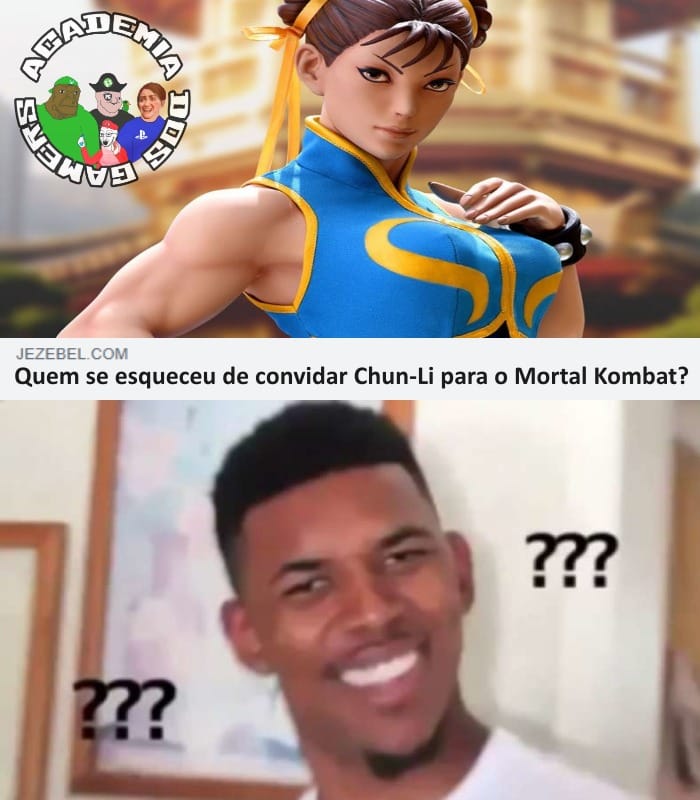 ACADEMIA DOS GAMERS
JEZEBEL.COM
Quem se esqueceu de convidar Chun-Li para o Mortal Kombat?
???
???